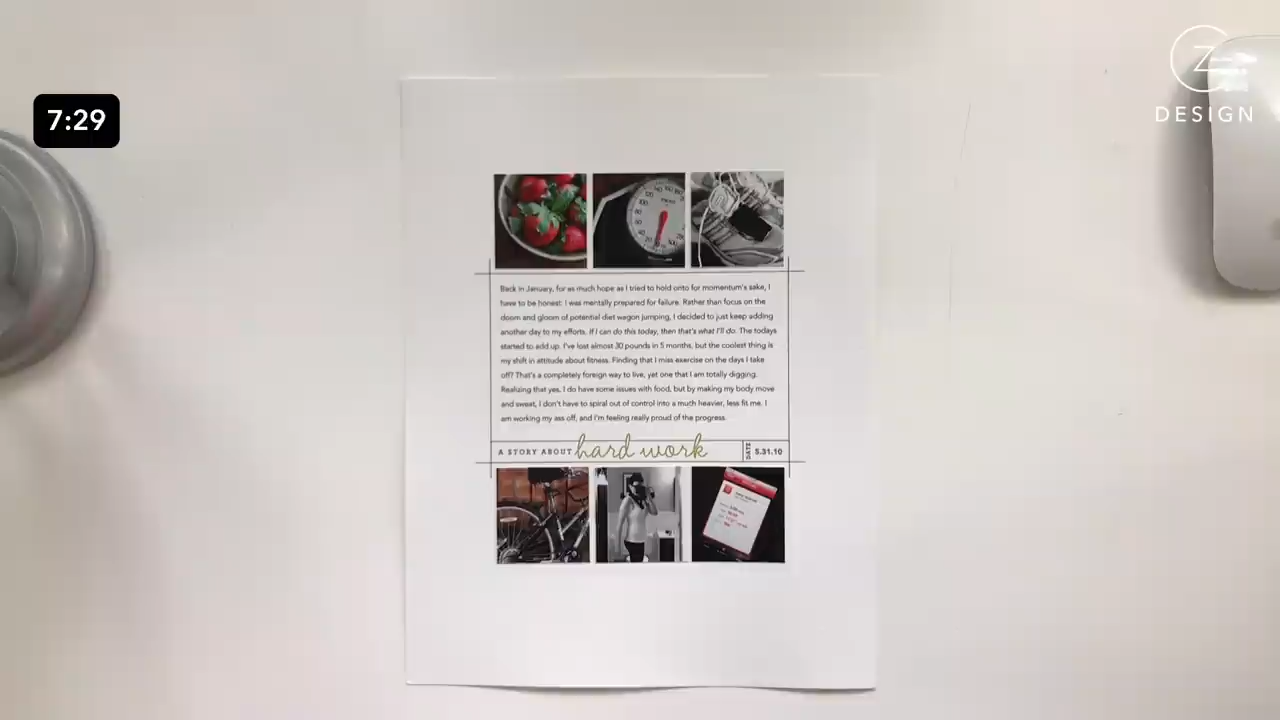 7:29
Z
DESIGN
Back in January, for as much hope as I tried to hold onto for momentum's sake, I
have to be honest: I was mentally prepared for failure. Rather than focus on the
doom and gloom of potential diet wagon jumping, I decided to just keep adding
another day to my efforts. If I can do this today, then that's what I'll do. The todays
started to add up. I've lost almost 30 pounds in 5 months, but the coolest thing is
my shift in attitude about fitness. Finding that I miss exercise on the days I take
off? That's a completely foreign way to live, yet one that I am totally digging.
Realizing that yes, I do have some issues with food, but by making my body move
and sweat, I don't have to spiral out of control into a much heavier, less fit me. I
am working my ass off, and I'm feeling really proud of the progress.
A STORY ABOUT hard work DATE 5.31.10